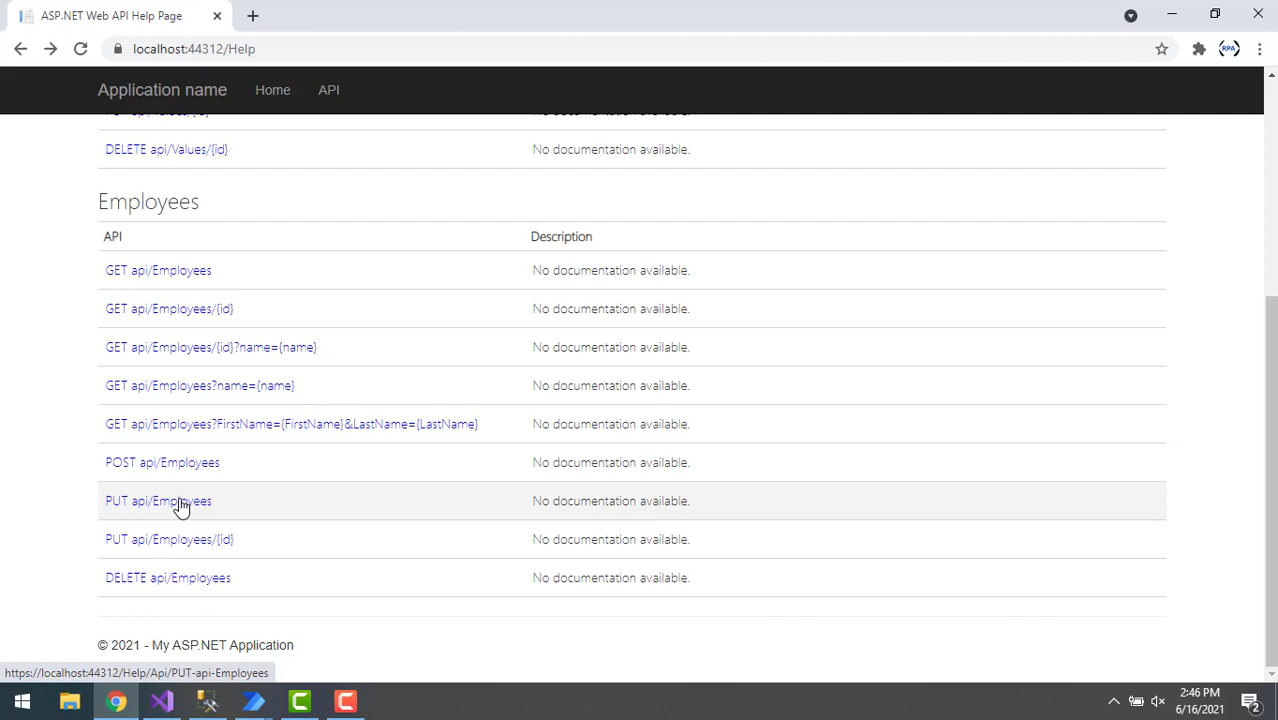 ASP.NET Web API Help Page
localhost:44312/Help
RPA
Application name Home API
DELETE api/Values/{id} No documentation available.
Employees
API Description
GET api/Employees No documentation available.
GET api/Employees/{id} No documentation available.
GET api/Employees/{id}?name={name} No documentation available.
GET api/Employees?name={name} No documentation available.
GET api/Employees?FirstName={FirstName}&LastName={LastName} No documentation available.
POST api/Employees No documentation available.
PUT api/Employees No documentation available.
PUT api/Employees/{id} No documentation available.
DELETE api/Employees No documentation available.
© 2021 - My ASP.NET Application
https://localhost:44312/Help/Api/PUT-api-Employees
2:46 PM
6/16/2021
2